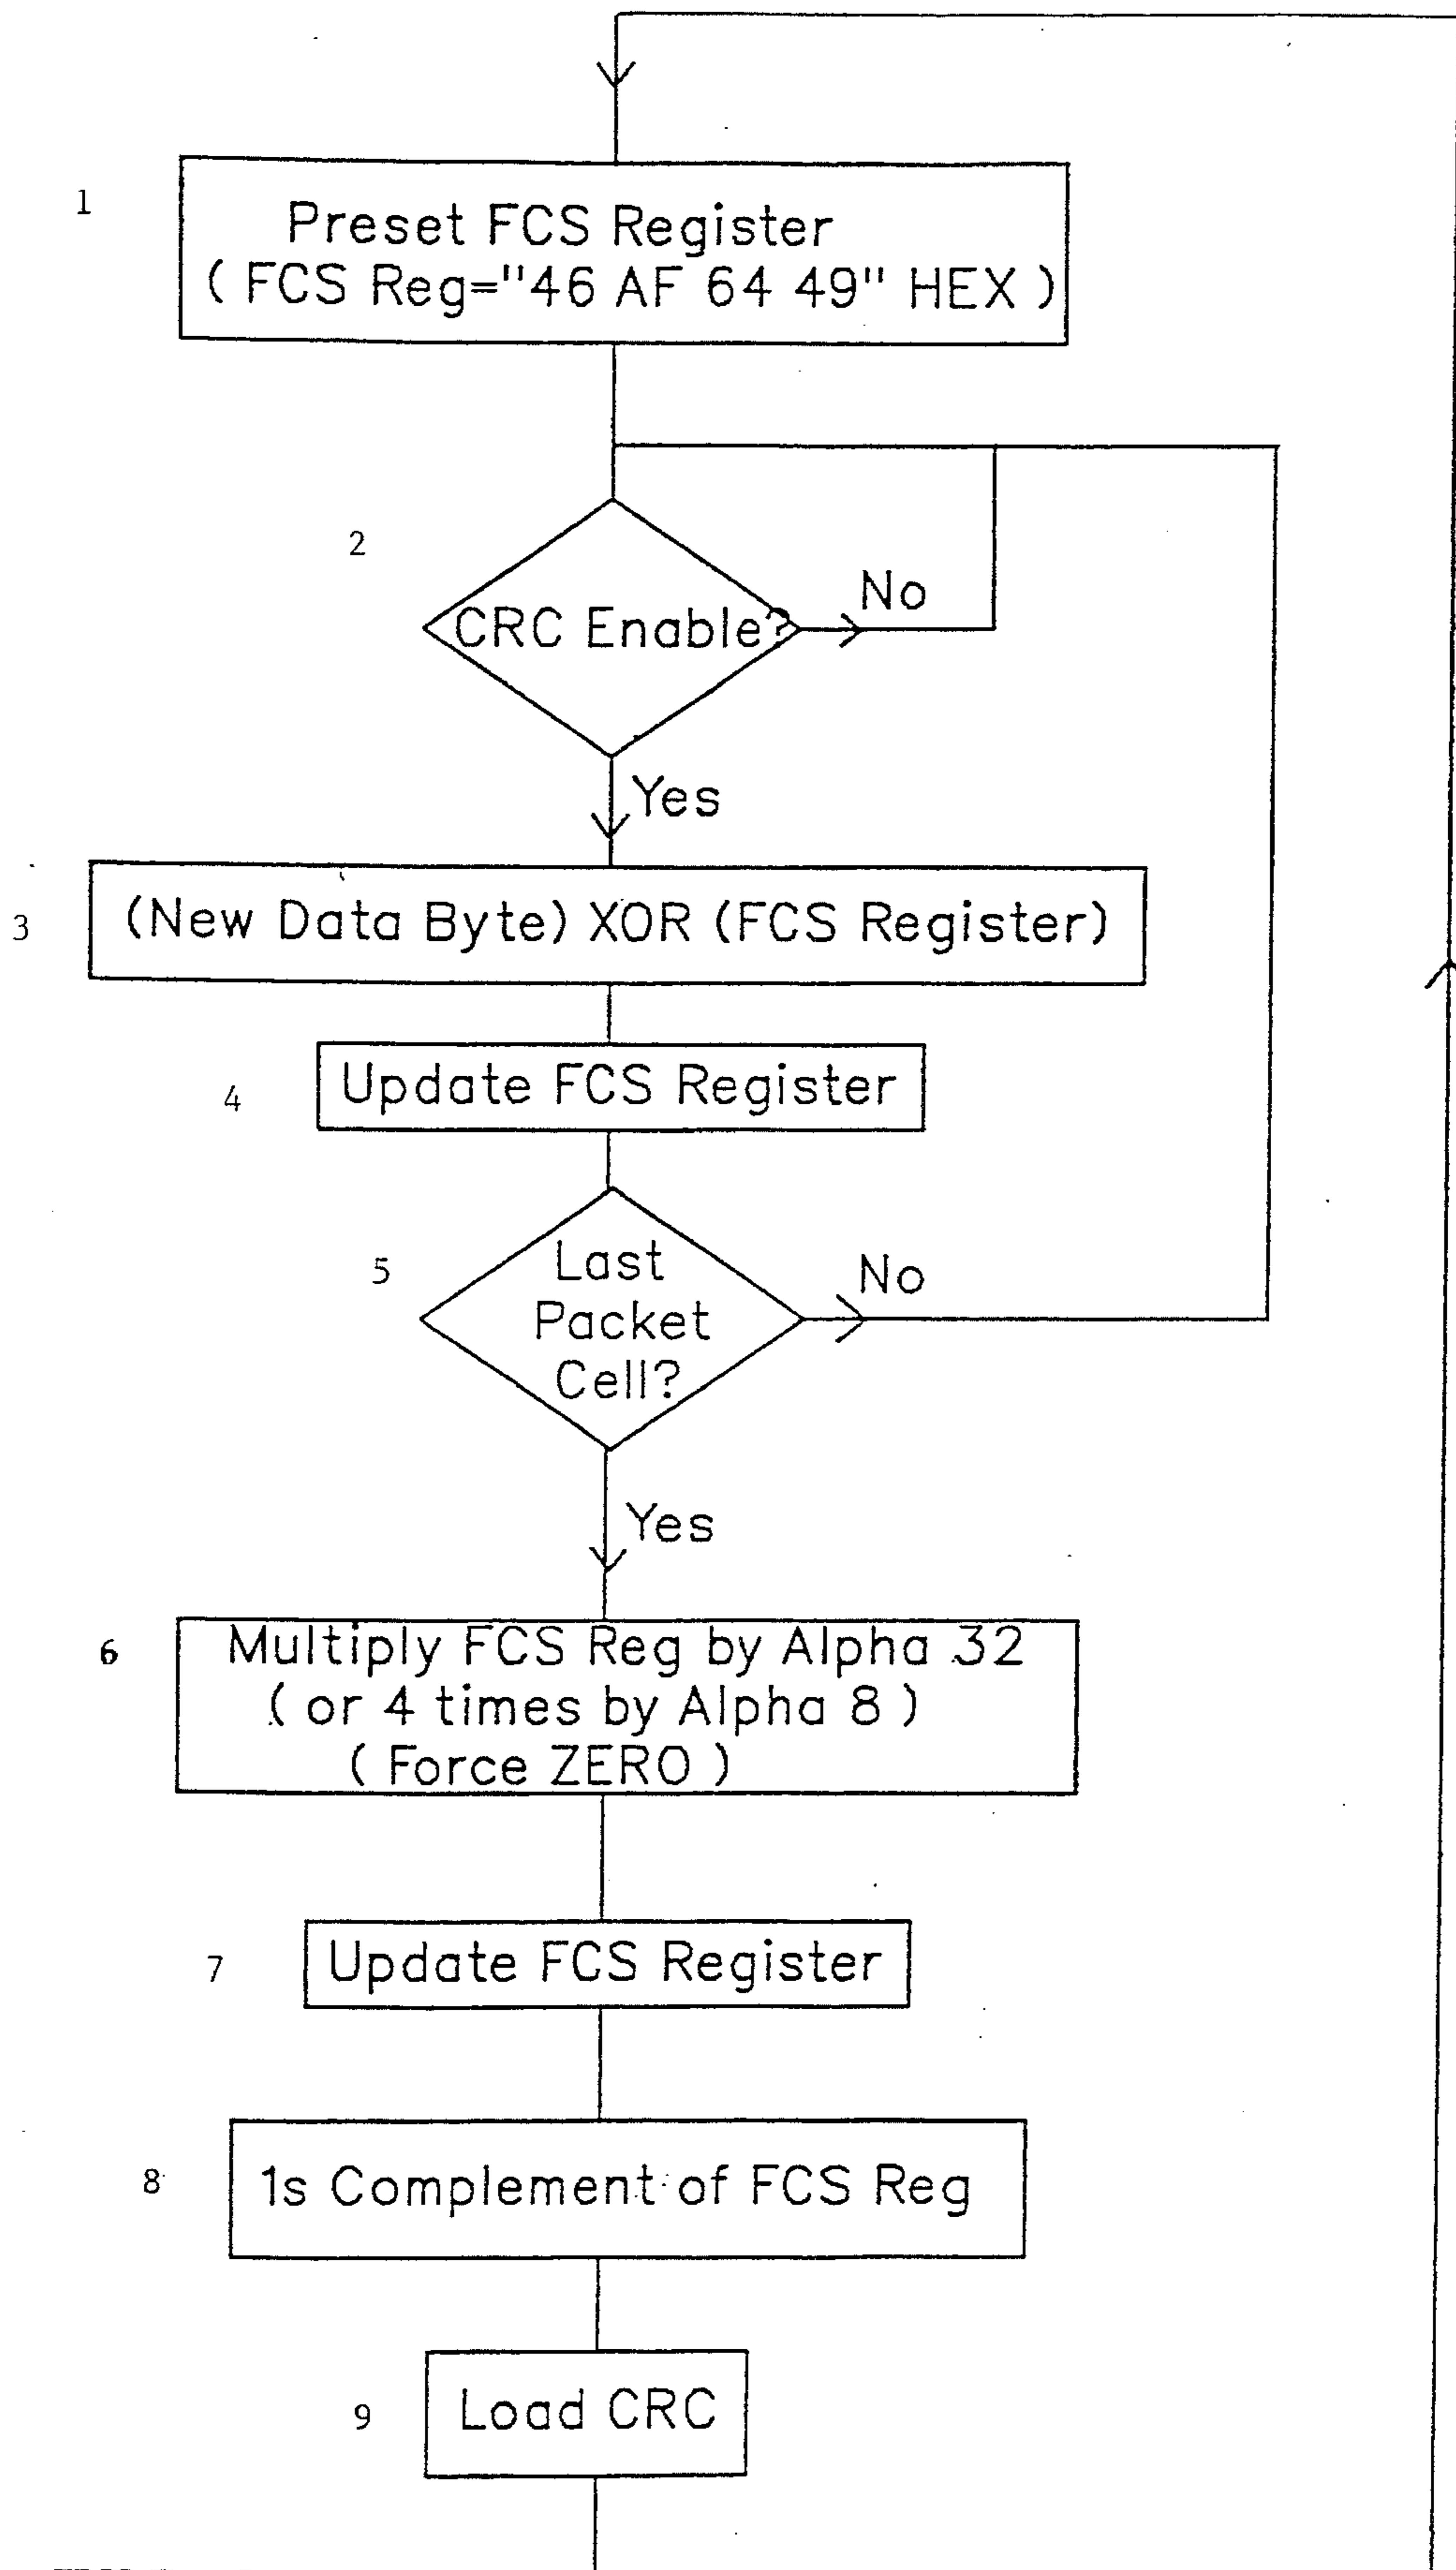 1
Preset FCS Register
( FCS Reg="46 AF 64 49" HEX )
2
CRC Enable?
No
Yes
3
(New Data Byte) XOR (FCS Register)
4
Update FCS Register
5
Last
Packet
Cell?
No
Yes
6
Multiply FCS Reg by Alpha 32
( or 4 times by Alpha 8 )
( Force ZERO )
7
Update FCS Register
8
1s Complement of FCS Reg
9
Load CRC